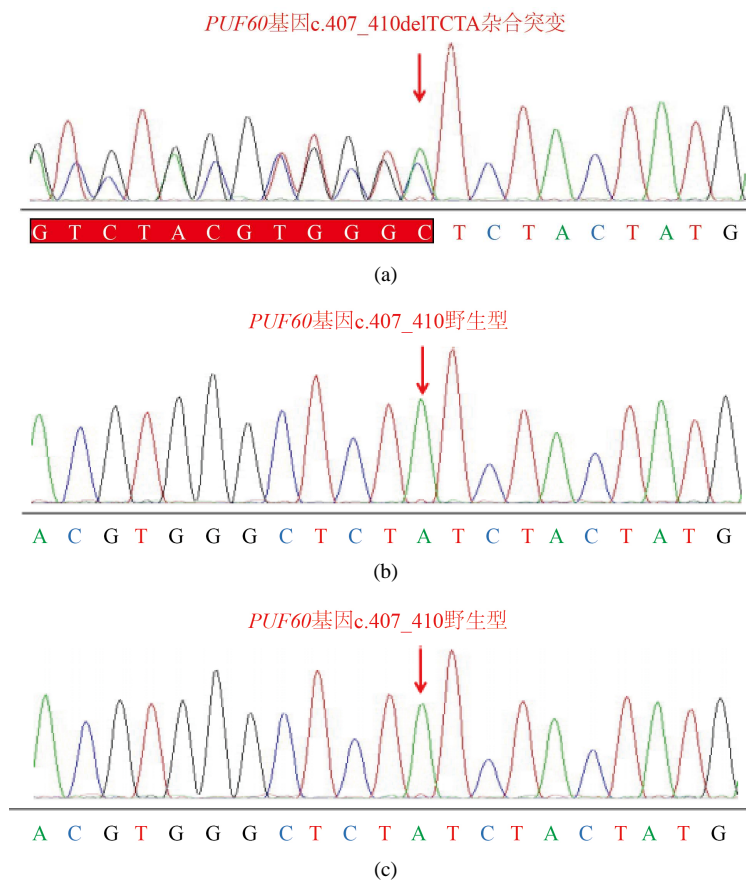 PUF60基因c.407_410delTCTA杂合突变
G T C T A C G T G G G C T C T A C T A T G
(a)
PUF60基因c.407_410野生型
A C G T G G G C T C T A T C T A C T A T G
(b)
PUF60基因c.407_410野生型
A C G T G G G C T C T A T C T A C T A T G
(c)